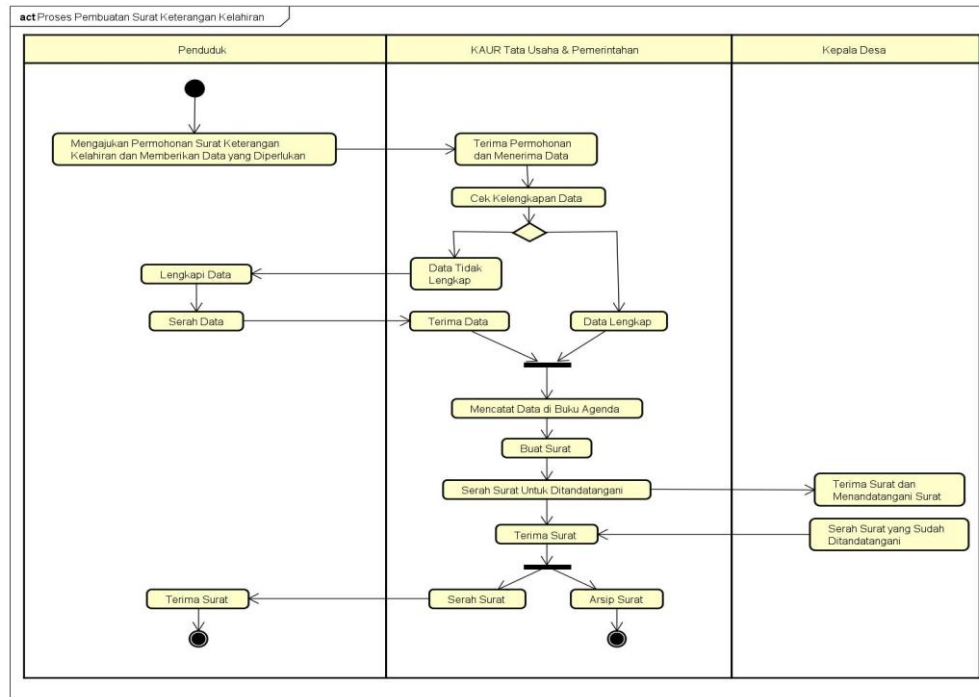 act Proses Pembuatan Surat Keterangan Kelahiran
Penduduk
KAUR Tata Usaha & Pemerintahan
Kepala Desa
Mengajukan Permohonan Surat Keterangan
Kelahiran dan Memberikan Data yang Diperlukan
Terima Permohonan
dan Menerima Data
Cek Kelengkapan Data
Data Tidak
Lengkap
Lengkapi Data
Serah Data
Terima Data
Data Lengkap
Mencatat Data di Buku Agenda
Buat Surat
Serah Surat Untuk Ditandatangani
Terima Surat dan
Menandatangani Surat
Terima Surat
Serah Surat yang Sudah
Ditandatangani
Terima Surat
Serah Surat
Arsip Surat